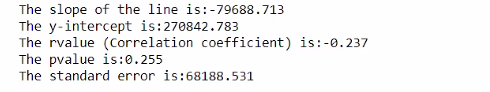 The slope of the line is:-79688.713
The y-intercept is:270842.783
The rvalue (Correlation coefficient) is:-0.237
The pvalue is:0.255
The standard error is:68188.531